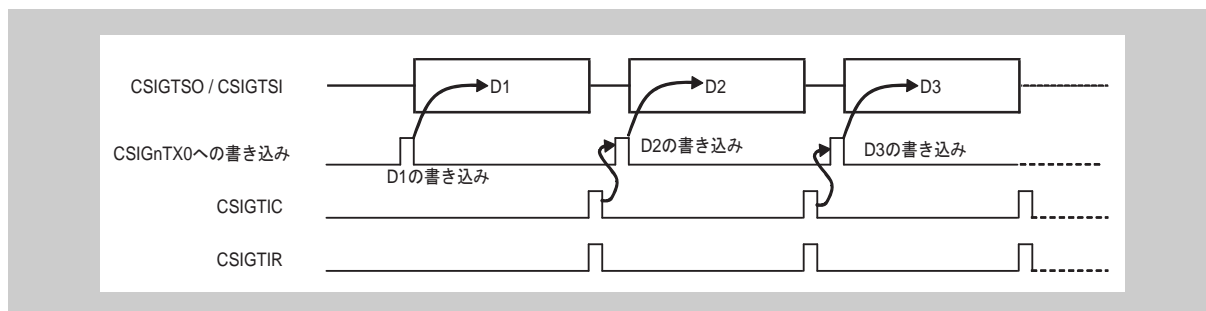 CSIGTSO / CSIGTSI
D1
D2
D3
CSIGnTX0への書き込み
D1の書き込み
D2の書き込み
D3の書き込み
CSIGTIC
CSIGTIR